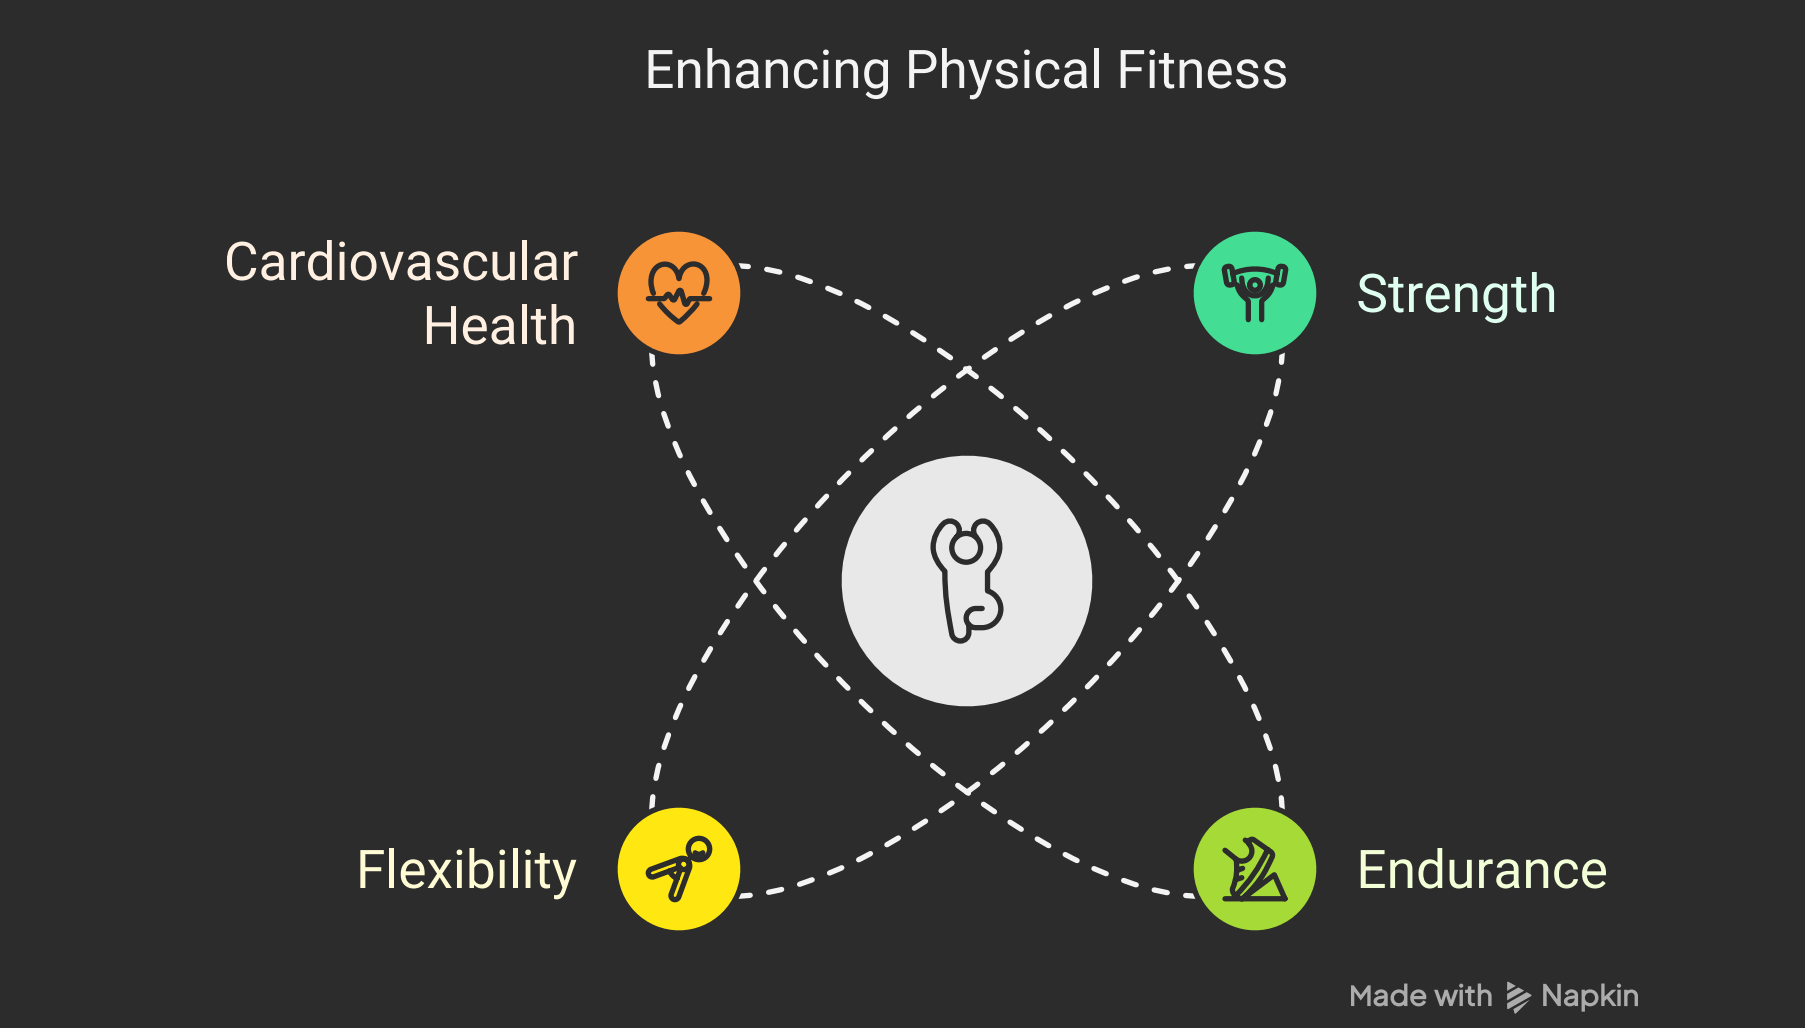 Enhancing Physical Fitness
Cardiovascular
Health
Strength
Flexibility
Endurance
Made with Napkin